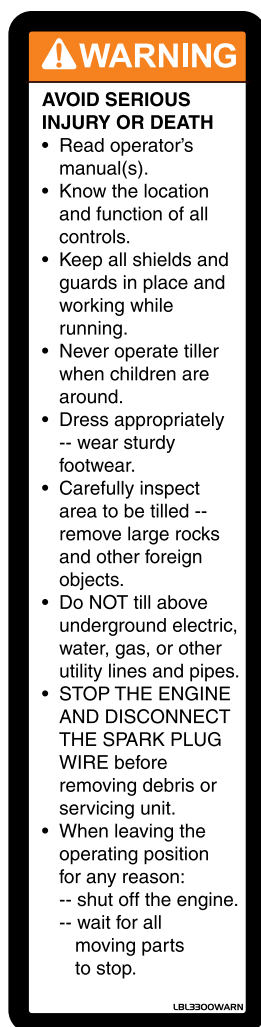 WARNING
AVOID SERIOUS
INJURY OR DEATH
• Read operator's
manual(s).
• Know the location
and function of all
controls.
• Keep all shields and
guards in place and
working while
running.
• Never operate tiller
when children are
around.
• Dress appropriately
-- wear sturdy
footwear.
• Carefully inspect
area to be tilled --
remove large rocks
and other foreign
objects.
• Do NOT till above
underground electric,
water, gas, or other
utility lines and pipes.
• STOP THE ENGINE
AND DISCONNECT
THE SPARK PLUG
WIRE before
removing debris or
servicing unit.
• When leaving the
operating position
for any reason:
-- shut off the engine.
-- wait for all
moving parts
to stop.
LBL3300WARN